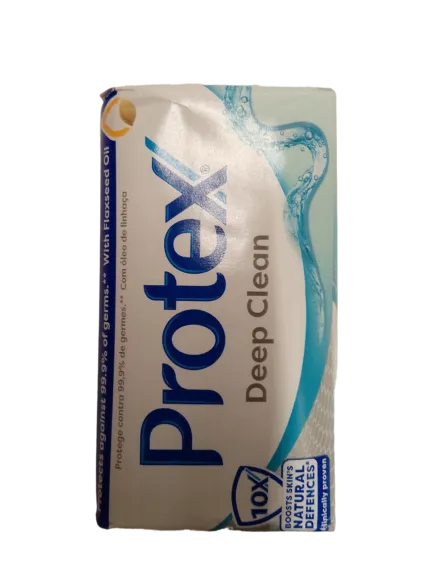 Protects against 99.9% of germs.** With Flaxseed Oil
Protege contra 99,9% de germes.** Com óleo de linhaça
Protex®
Deep Clean
10X
BOOSTS SKIN'S
NATURAL
DEFENCES*
Clinically proven